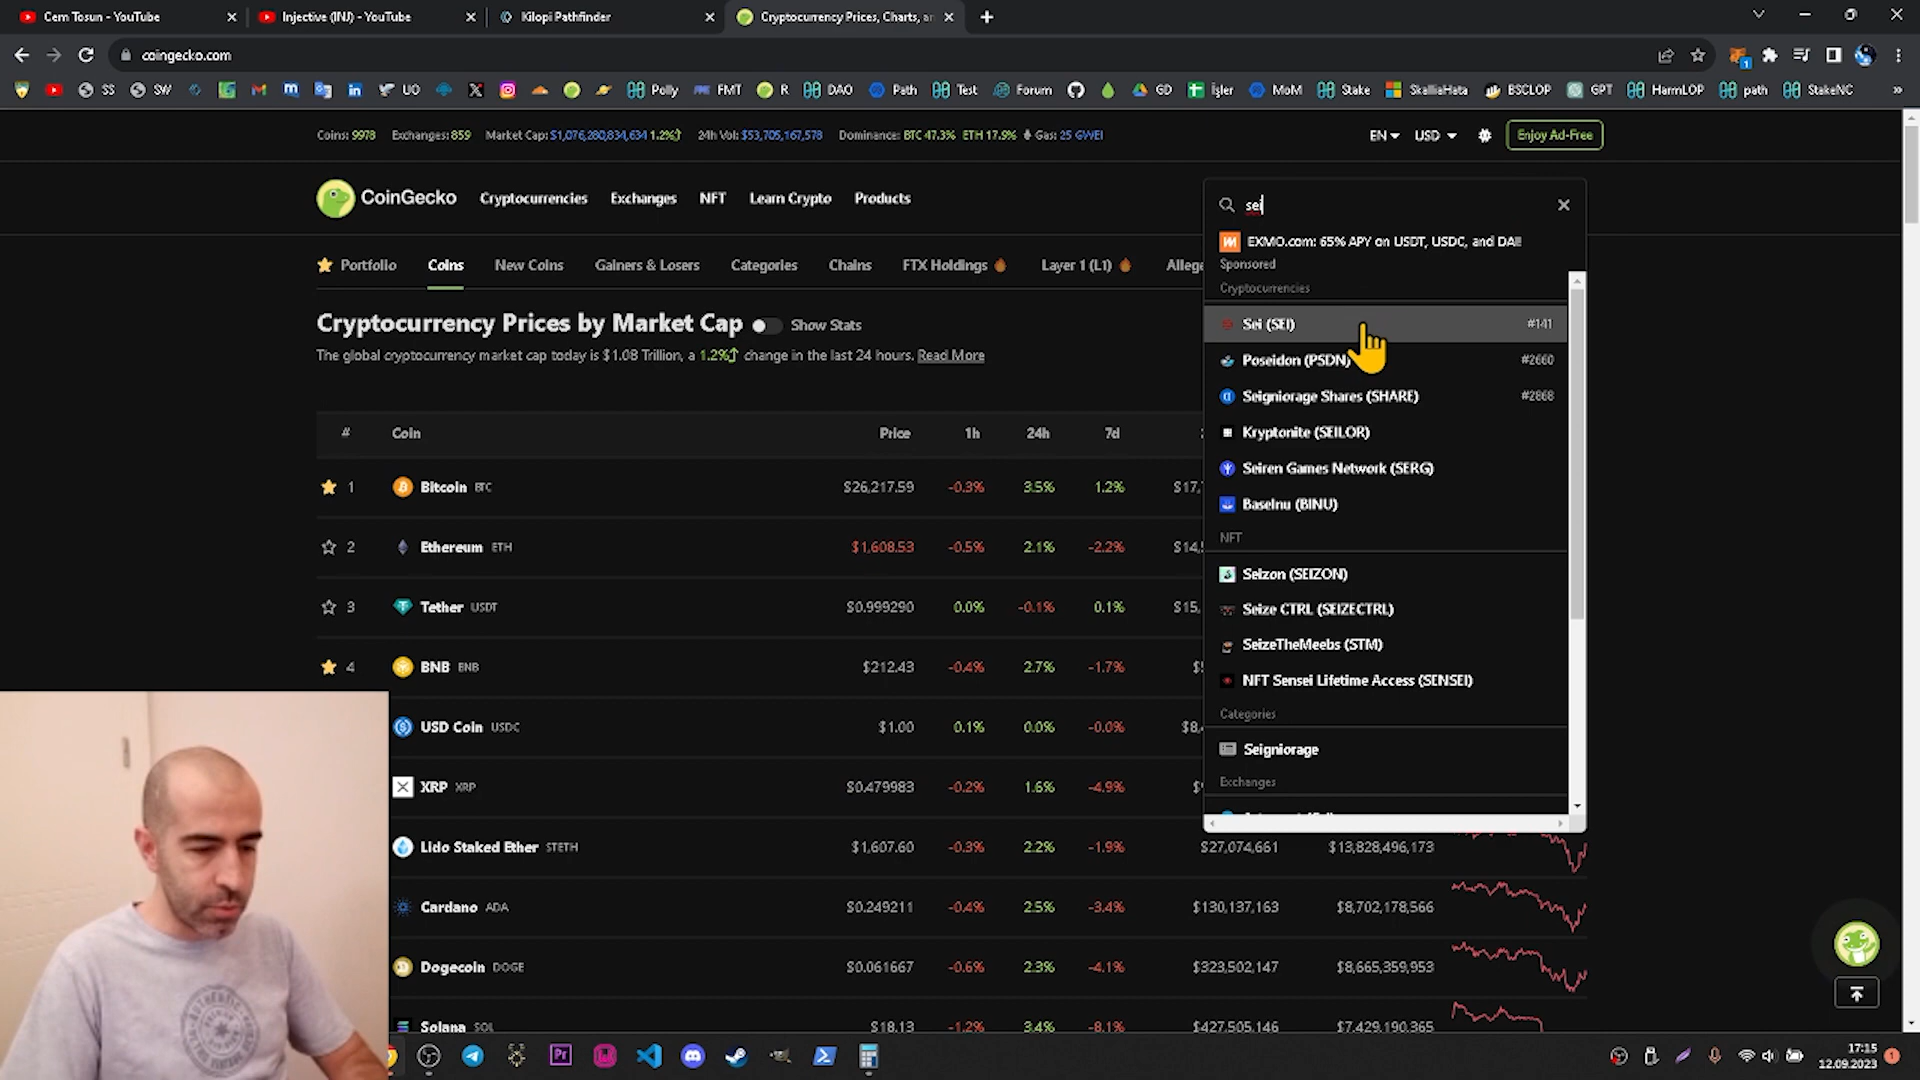 Cem Tosun - YouTube
Injective (INJ) - YouTube
Kilopi Pathfinder
Cryptocurrency Prices, Charts, an
coingecko.com
SS
SW
UO
Polly
FMT
R
DAO
Path
Test
Forum
GD
İşler
MoM
Stake
SkalliaHata
BSCLOP
GPT
HarmLOP
path
StakeNC
»
Coins: 9978 Exchanges: 859 Market Cap: $1,076,280,834,634 1.2% 24h Vol: $53,705,167,578 Dominance: BTC 47.3% ETH 17.9% Gas: 25 GWEI
EN USD Enjoy Ad-Free
CoinGecko Cryptocurrencies Exchanges NFT Learn Crypto Products
sei
EXMO.com: 65% APY on USDT, USDC, and DAI!
Sponsored
Cryptocurrencies
Sei (SEI) #141
Poseidon (PSDN) #2660
Seigniorage Shares (SHARE) #2868
Kryptonite (SEILOR)
Seiren Games Network (SERG)
BaseInu (BINU)
NFT
Seizon (SEIZON)
Seize CTRL (SEIZECTRL)
SeizeTheMeebs (STM)
NFT Sensei Lifetime Access (SENSEI)
Categories
Seigniorage
Exchanges
Portfolio Coins New Coins Gainers & Losers Categories Chains FTX Holdings Layer 1 (L1) Allege
Cryptocurrency Prices by Market Cap Show Stats
The global cryptocurrency market cap today is $1.08 Trillion, a 1.2% change in the last 24 hours. Read More
# Coin Price 1h 24h 7d
1 Bitcoin BTC $26,217.59 -0.3% 3.5% 1.2% $17,
2 Ethereum ETH $1,608.53 -0.5% 2.1% -2.2% $14,
3 Tether USDT $0.999290 0.0% -0.1% 0.1% $15,
4 BNB BNB $212.43 -0.4% 2.7% -1.7%
USD Coin USDC $1.00 0.1% 0.0% -0.0% $8,
XRP XRP $0.479983 -0.2% 1.6% -4.9%
Lido Staked Ether STETH $1,607.60 -0.3% 2.2% -1.9% $27,074,661 $13,828,496,173
Cardano ADA $0.249211 -0.4% 2.5% -3.4% $130,137,163 $8,702,178,566
Dogecoin DOGE $0.061667 -0.6% 2.3% -4.1% $323,502,147 $8,665,359,953
Solana SOL $18.13 -1.2% 3.4% -8.1% $427,505,146 $7,429,190,365
17:15
12.09.2023